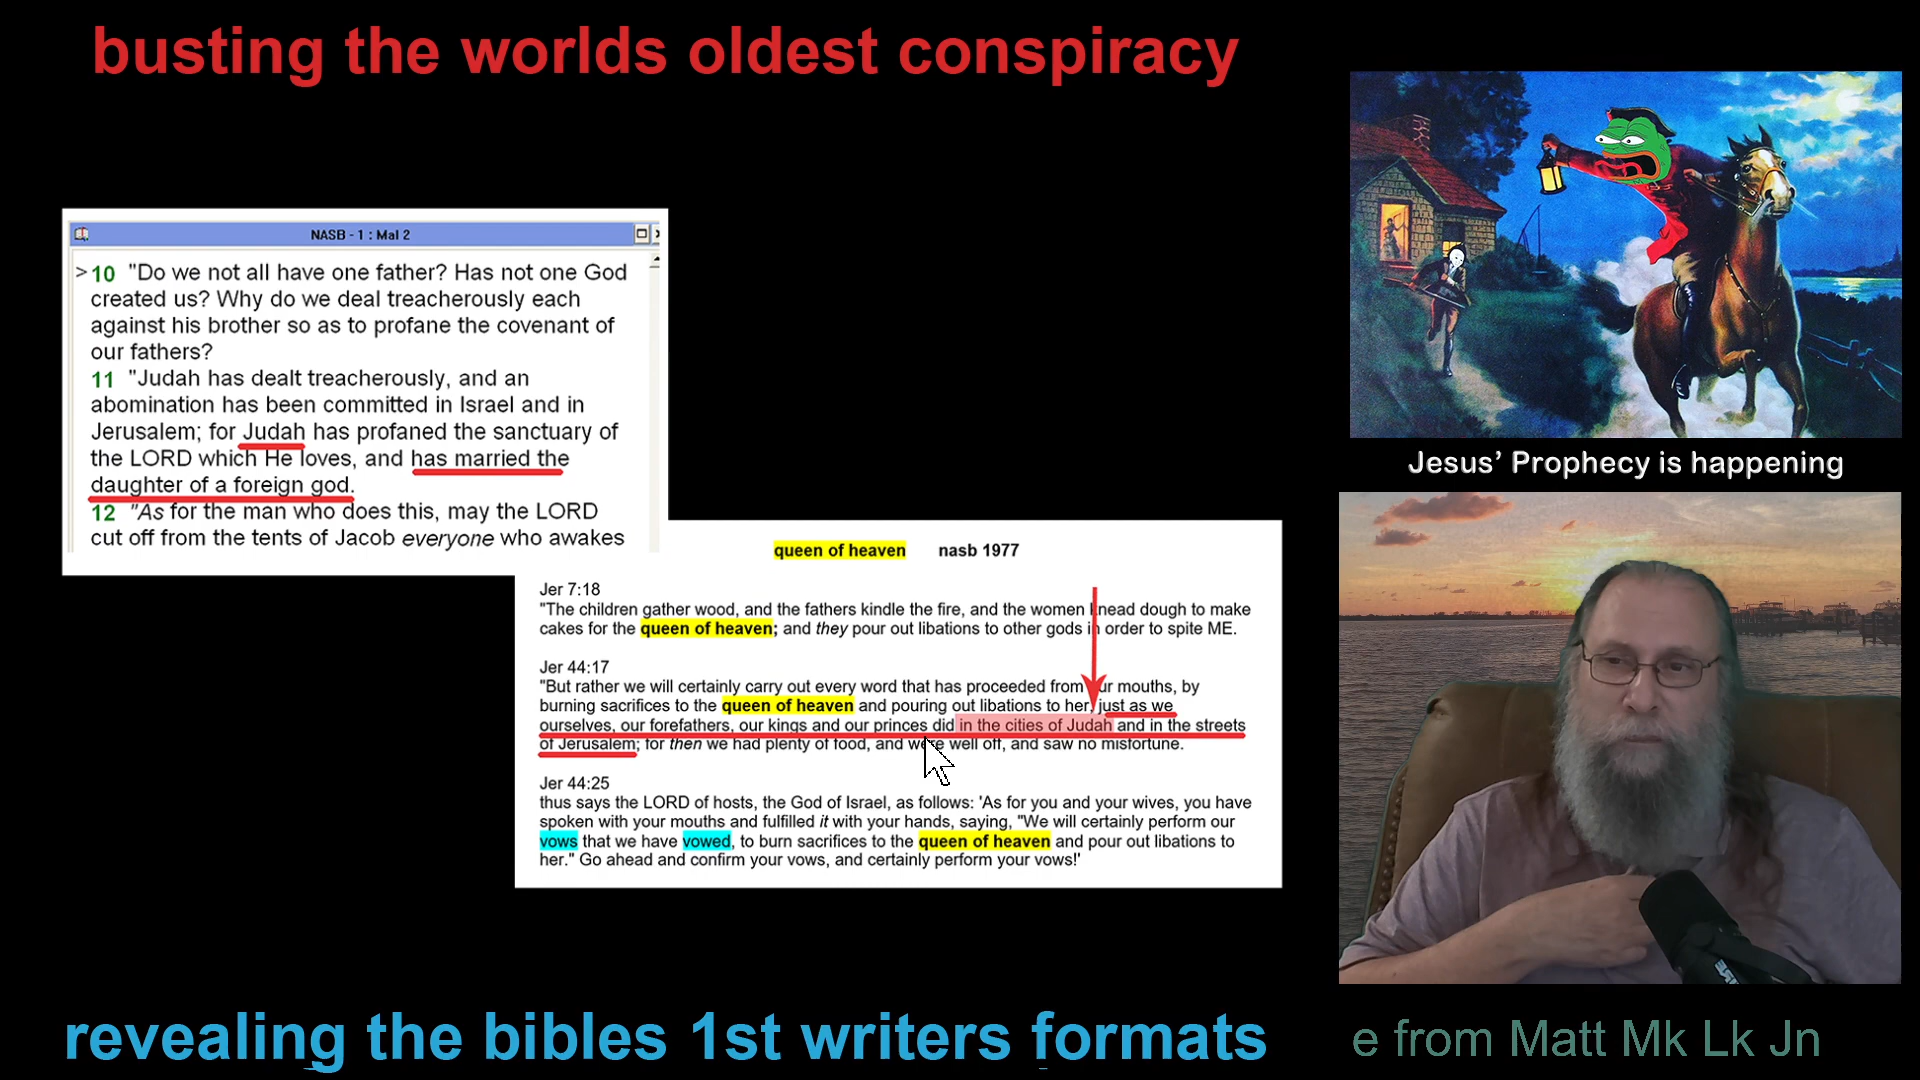 busting the worlds oldest conspiracy
NASB - 1 : Mal 2
>10 "Do we not all have one father? Has not one God
created us? Why do we deal treacherously each
against his brother so as to profane the covenant of
our fathers?
11 "Judah has dealt treacherously, and an
abomination has been committed in Israel and in
Jerusalem; for Judah has profaned the sanctuary of
the LORD which He loves, and has married the
daughter of a foreign god.
12 "As for the man who does this, may the LORD
cut off from the tents of Jacob everyone who awakes
queen of heaven nasb 1977
Jer 7:18
"The children gather wood, and the fathers kindle the fire, and the women knead dough to make
cakes for the queen of heaven; and they pour out libations to other gods in order to spite ME.
Jer 44:17
"But rather we will certainly carry out every word that has proceeded from our mouths, by
burning sacrifices to the queen of heaven and pouring out libations to her, just as we
ourselves, our forefathers, our kings and our princes did in the cities of Judah and in the streets
of Jerusalem; for then we had plenty of food, and were well off, and saw no misfortune.
Jer 44:25
thus says the LORD of hosts, the God of Israel, as follows: 'As for you and your wives, you have
spoken with your mouths and fulfilled it with your hands, saying, "We will certainly perform our
vows that we have vowed, to burn sacrifices to the queen of heaven and pour out libations to
her." Go ahead and confirm your vows, and certainly perform your vows!'
Jesus' Prophecy is happening
revealing the bibles 1st writers formats
e from Matt Mk Lk Jn